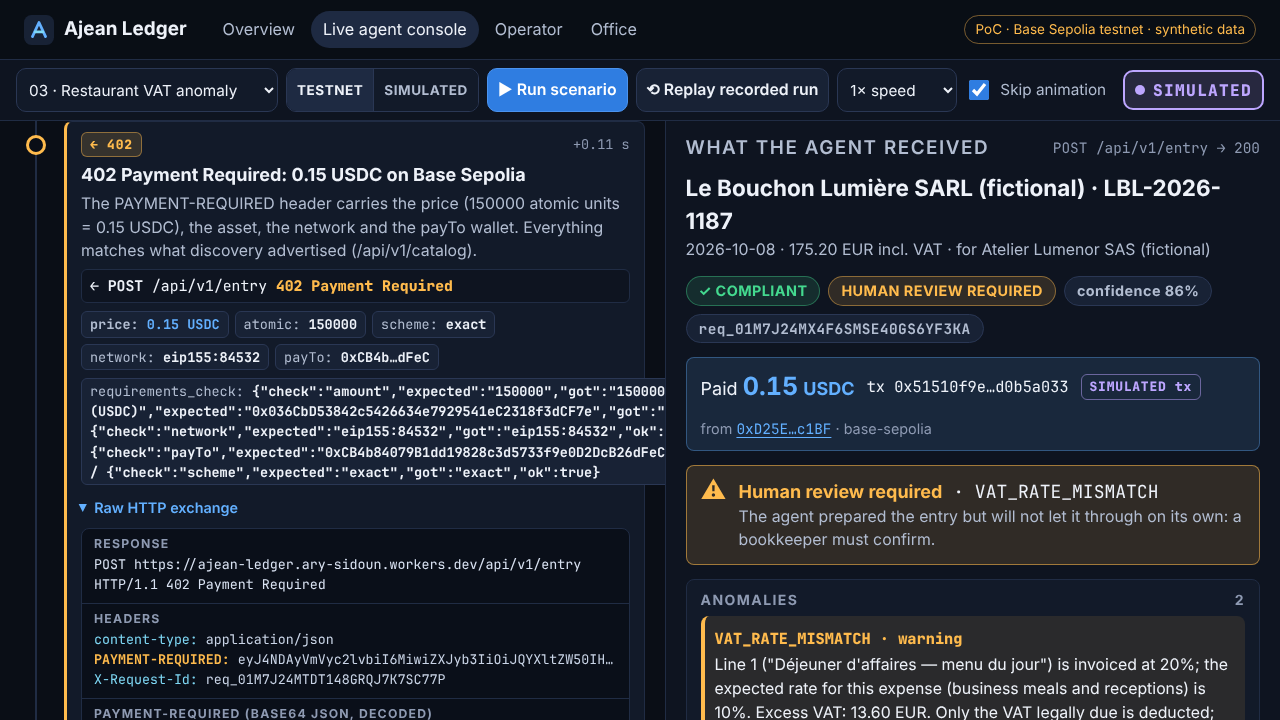 Ajean Ledger
Overview
Live agent console
Operator
Office
PoC · Base Sepolia testnet · synthetic data
03 · Restaurant VAT anomaly
TESTNET
SIMULATED
▶ Run scenario
⟲ Replay recorded run
1× speed
Skip animation
SIMULATED
← 402
+0.11 s
402 Payment Required: 0.15 USDC on Base Sepolia
The PAYMENT-REQUIRED header carries the price (150000 atomic units
= 0.15 USDC), the asset, the network and the payTo wallet. Everything
matches what discovery advertised (/api/v1/catalog).
← POST /api/v1/entry 402 Payment Required
price: 0.15 USDC
atomic: 150000
scheme: exact
network: eip155:84532
payTo: 0xCB4b…dFeC
requirements_check: {"check":"amount","expected":"150000","got":"150000
(USDC)","expected":"0x036CbD53842c5426634e7929541eC2318f3dCF7e","got":"
{"check":"network","expected":"eip155:84532","got":"eip155:84532","ok":
{"check":"payTo","expected":"0xCB4b84079B1dd19828c3d5733f9e0D2DcB26dFeC
/ {"check":"scheme","expected":"exact","got":"exact","ok":true}
▼ Raw HTTP exchange
RESPONSE
POST https://ajean-ledger.ary-sidoun.workers.dev/api/v1/entry
HTTP/1.1 402 Payment Required
HEADERS
content-type: application/json
PAYMENT-REQUIRED: eyJ4NDAyVmVyc2lvbiI6MiwiZXJyb3IiOiJQYXltZW50IH…
X-Request-Id: req_01M7J24MTDT148GRQJ7K7SC77P
PAYMENT-REQUIRED (BASE64 JSON, DECODED)
WHAT THE AGENT RECEIVED
POST /api/v1/entry → 200
Le Bouchon Lumière SARL (fictional) · LBL-2026-
1187
2026-10-08 · 175.20 EUR incl. VAT · for Atelier Lumenor SAS (fictional)
✓ COMPLIANT
HUMAN REVIEW REQUIRED
confidence 86%
req_01M7J24MX4F6SMSE40GS6YF3KA
Paid 0.15 USDC tx 0x51510f9e…d0b5a033 SIMULATED tx
from 0xD25E…c1BF · base-sepolia
Human review required · VAT_RATE_MISMATCH
The agent prepared the entry but will not let it through on its own: a
bookkeeper must confirm.
ANOMALIES
2
VAT_RATE_MISMATCH · warning
Line 1 ("Déjeuner d'affaires — menu du jour") is invoiced at 20%; the
expected rate for this expense (business meals and receptions) is
10%. Excess VAT: 13.60 EUR. Only the VAT legally due is deducted;